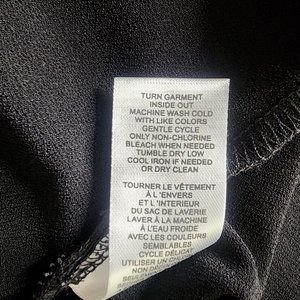 TURN GARMENT
INSIDE OUT
MACHINE WASH COLD
WITH LIKE COLORS
GENTLE CYCLE
ONLY NON-CHLORINE
BLEACH WHEN NEEDED
TUMBLE DRY LOW
COOL IRON IF NEEDED
OR DRY CLEAN
TOURNER LE VÊTEMENT
À L'ENVERS
ET L'INTERIEUR
DU SAC DE LAVERIE
LAVER À LA MACHINE
À L'EAU FROIDE
AVEC LES COULEURS
SEMBLABLES
CYCLE DÉLICAT
UTILISER UN
NON